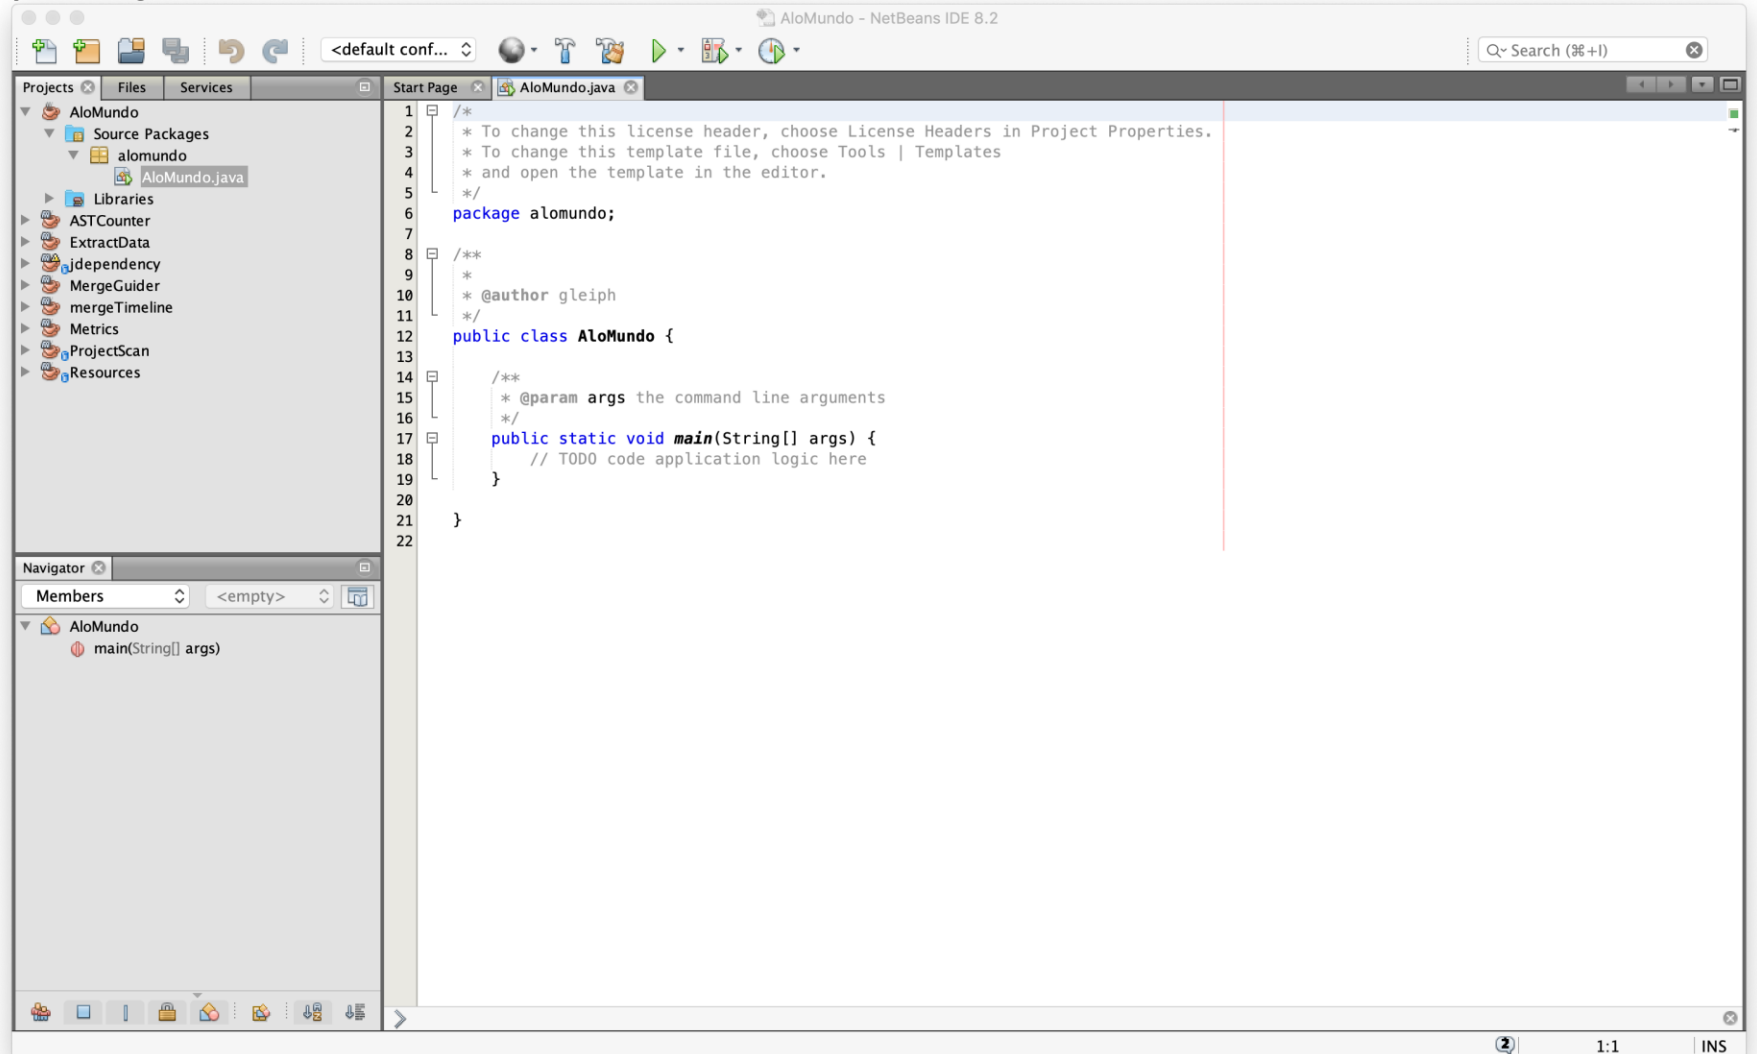 AloMundo - NetBeans IDE 8.2
<default conf...
Search (⌘+I)
Projects Files Services
AloMundo
Source Packages
alomundo
AloMundo.java
Libraries
ASTCounter
ExtractData
jdependency
MergeGuider
mergeTimeline
Metrics
ProjectScan
Resources
Navigator
Members <empty>
AloMundo
main(String[] args)
Start Page AloMundo.java
1 /*
2 * To change this license header, choose License Headers in Project Properties.
3 * To change this template file, choose Tools | Templates
4 * and open the template in the editor.
5 */
6 package alomundo;
7
8 /**
9 *
10 * @author gleiph
11 */
12 public class AloMundo {
13
14 /**
15 * @param args the command line arguments
16 */
17 public static void main(String[] args) {
18 // TODO code application logic here
19 }
20
21 }
22
2 1:1 INS